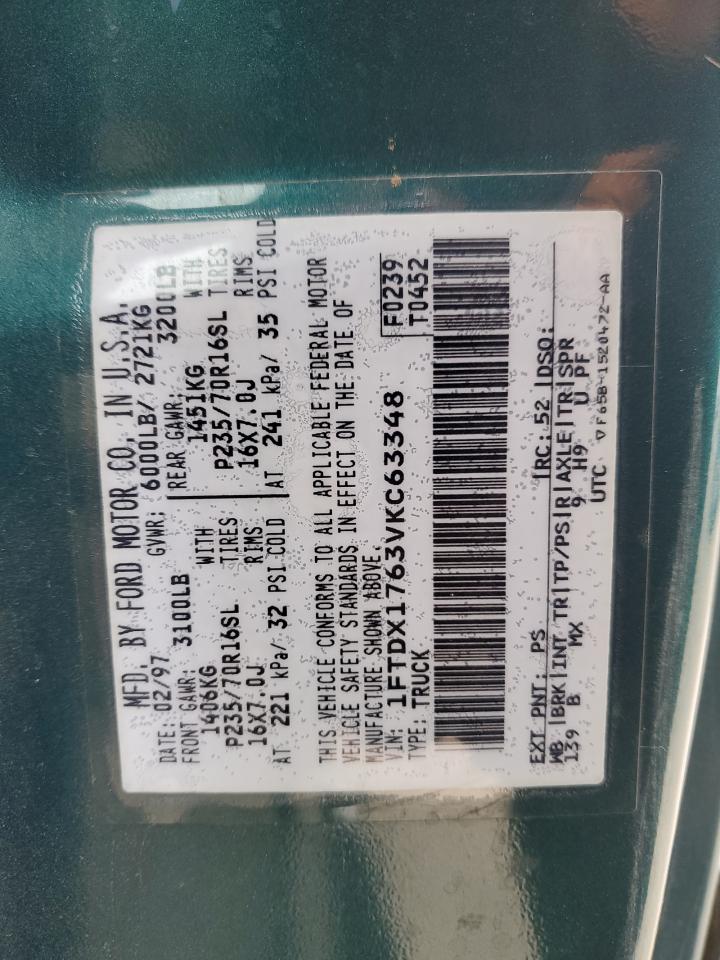 MFD. BY FORD MOTOR CO. IN U.S.A.
DATE: 02/97 GVWR: 6000LB/ 2721KG
FRONT GAWR: 3100LB REAR GAWR: 3200LB
1406KG WITH 1451KG WITH
P235/70R16SL TIRES P235/70R16SL TIRES
16X7.0J RIMS 16X7.0J RIMS
AT 221 kPa/ 32 PSI COLD AT 241 kPa/ 35 PSI COLD
THIS VEHICLE CONFORMS TO ALL APPLICABLE FEDERAL MOTOR
VEHICLE SAFETY STANDARDS IN EFFECT ON THE DATE OF
MANUFACTURE SHOWN ABOVE.
VIN: 1FTDX1763VKC63348 F0239
TYPE: TRUCK T0452
EXT PNT: PS RC: 52 DSO:
WB BRK INT TR TP/PS R AXLE TR SPR
139 B MX 9 H9 U PF
UTC VF65B-1520472-AA